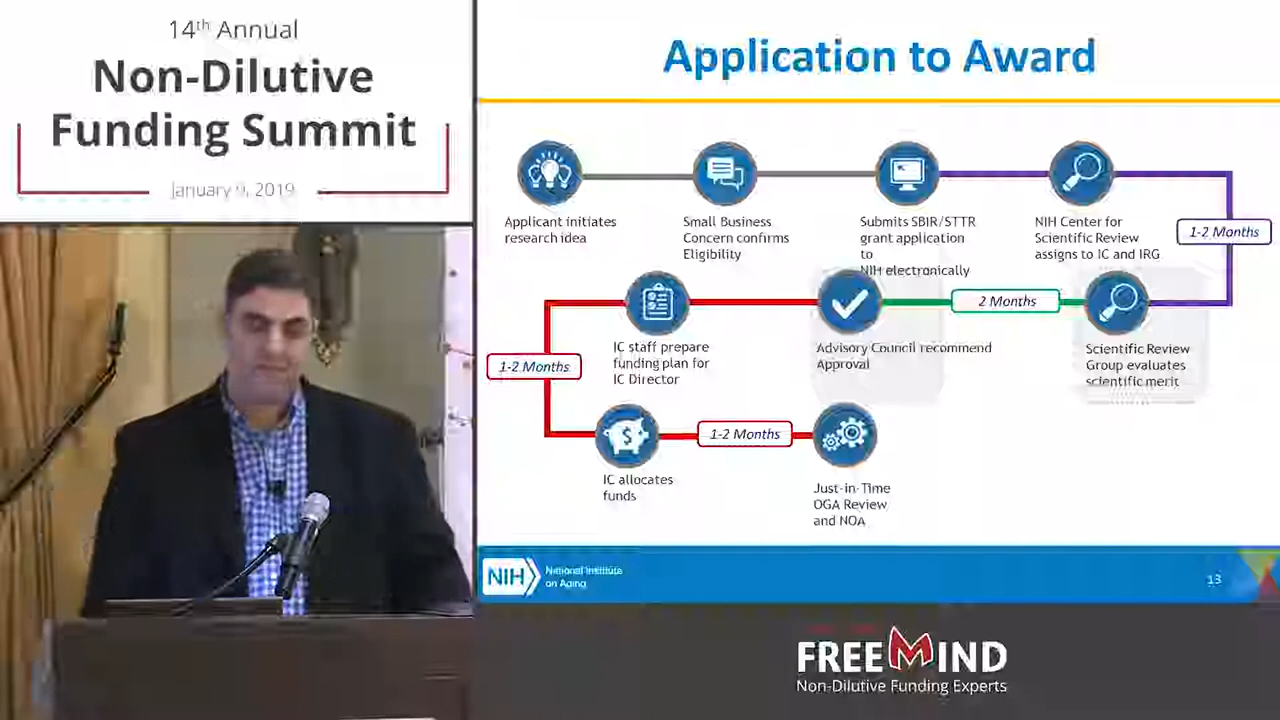 14th Annual
Non-Dilutive
Funding Summit
January 9, 2019
Application to Award
Applicant initiates
research idea
Small Business
Concern confirms
Eligibility
Submits SBIR/STTR
grant application
to
NIH electronically
NIH Center for
Scientific Review
assigns to IC and IRG
1-2 Months
Scientific Review
Group evaluates
scientific merit
2 Months
Advisory Council recommend
Approval
IC staff prepare
funding plan for
IC Director
1-2 Months
IC allocates
funds
1-2 Months
Just-in-Time
OGA Review
and NOA
NIH
National Institute
on Aging
13
FREEMIND
Non-Dilutive Funding Experts